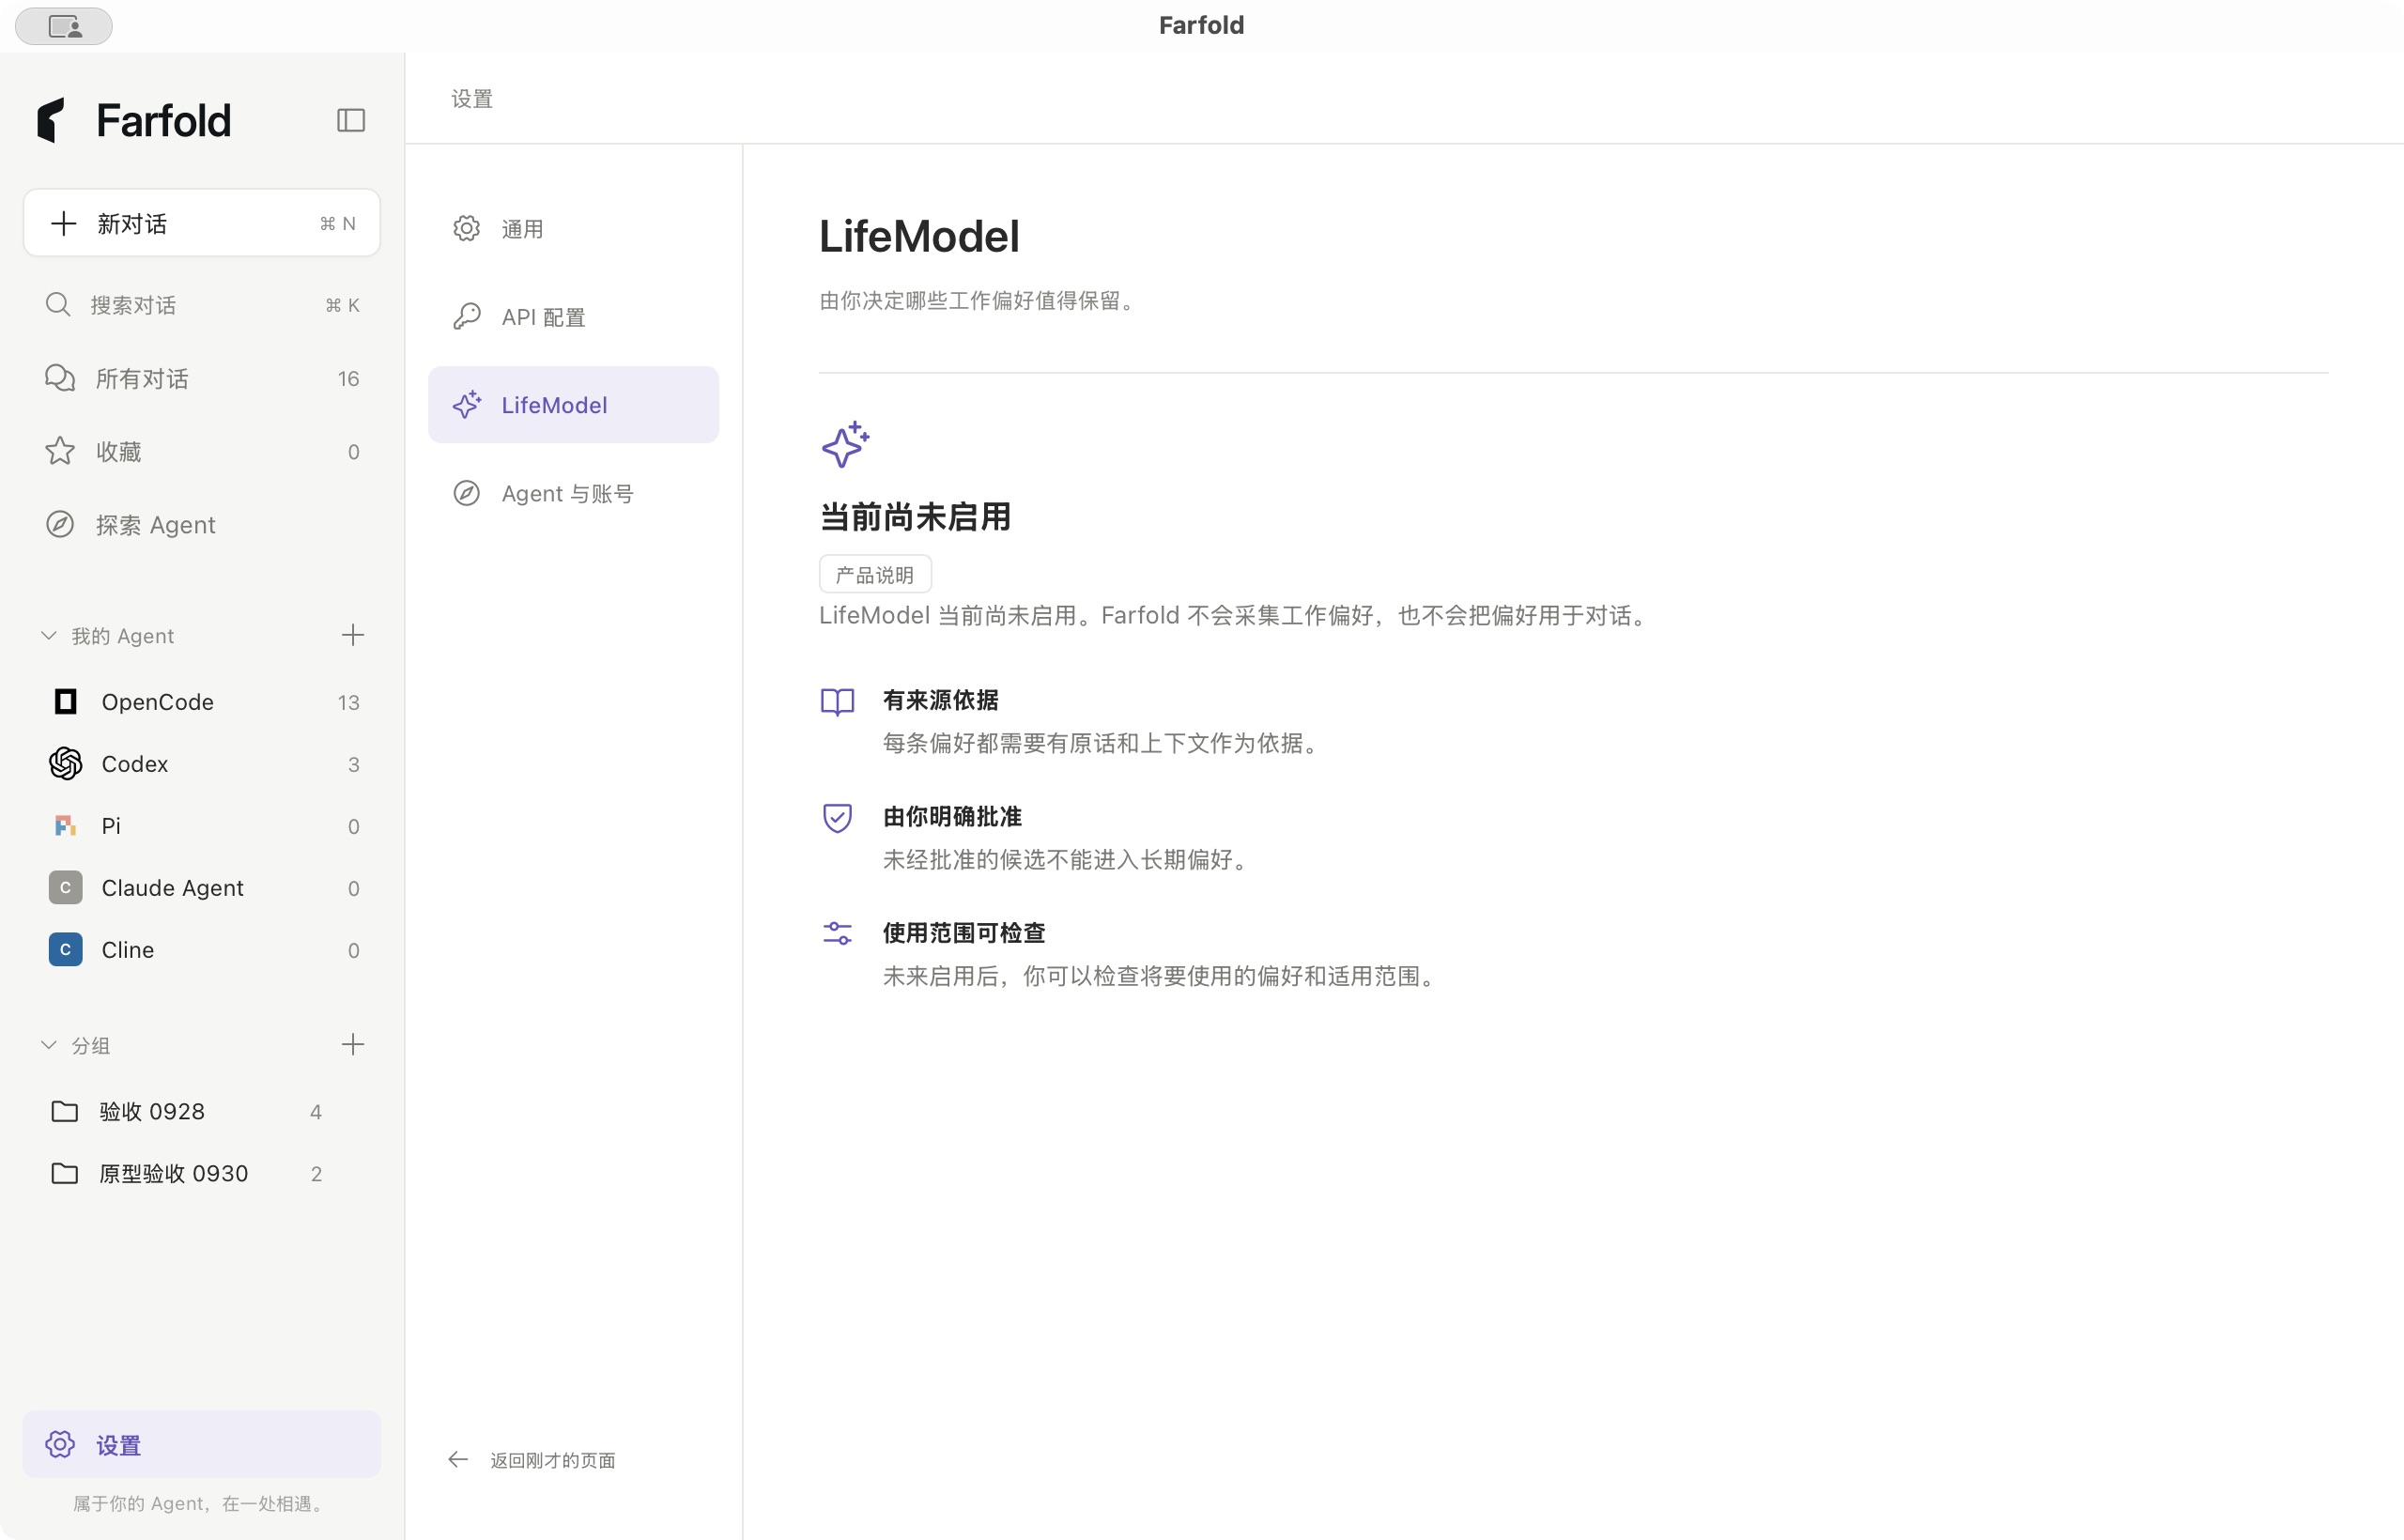 Farfold
Farfold
新对话 ⌘ N
搜索对话 ⌘ K
所有对话 16
收藏 0
探索 Agent
我的 Agent
OpenCode 13
Codex 3
Pi 0
C Claude Agent 0
C Cline 0
分组
验收 0928 4
原型验收 0930 2
设置
属于你的 Agent，在一处相遇。
设置
通用
API 配置
LifeModel
Agent 与账号
返回刚才的页面
LifeModel
由你决定哪些工作偏好值得保留。
当前尚未启用
产品说明
LifeModel 当前尚未启用。Farfold 不会采集工作偏好，也不会把偏好用于对话。
有来源依据
每条偏好都需要有原话和上下文作为依据。
由你明确批准
未经批准的候选不能进入长期偏好。
使用范围可检查
未来启用后，你可以检查将要使用的偏好和适用范围。